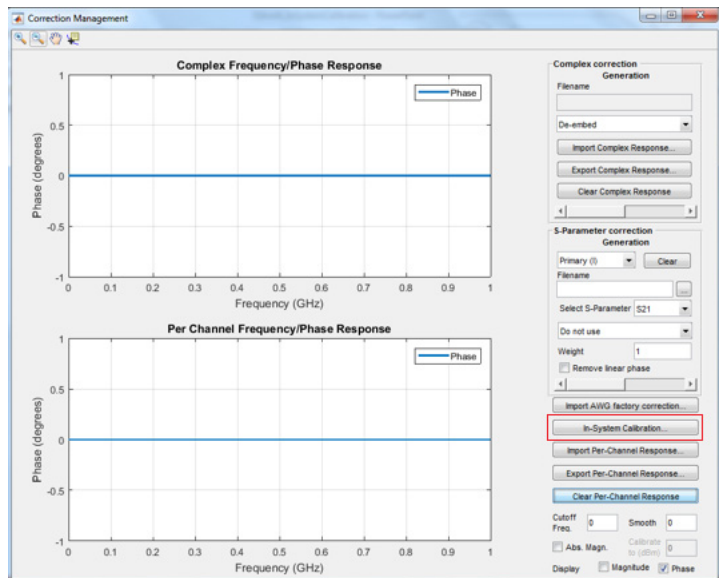 Correction Management
Complex Frequency/Phase Response
Phase
1
0.5
0
-0.5
-1
Phase (degrees)
0 0.1 0.2 0.3 0.4 0.5 0.6 0.7 0.8 0.9 1
Frequency (GHz)
Per Channel Frequency/Phase Response
Phase
1
0.5
0
-0.5
-1
Phase (degrees)
0 0.1 0.2 0.3 0.4 0.5 0.6 0.7 0.8 0.9 1
Frequency (GHz)
Complex correction
Generation
Filename
De-embed
Import Complex Response...
Export Complex Response...
Clear Complex Response
S-Parameter correction
Generation
Primary (I) Clear
Filename
...
Select S-Parameter S21
Do not use
Weight 1
Remove linear phase
Import AWG factory correction...
In-System Calibration...
Import Per-Channel Response...
Export Per-Channel Response...
Clear Per-Channel Response
Cutoff Freq. 0 Smooth 0
Abs. Magn. Calibrate to (dBm) 0
Display Magnitude Phase